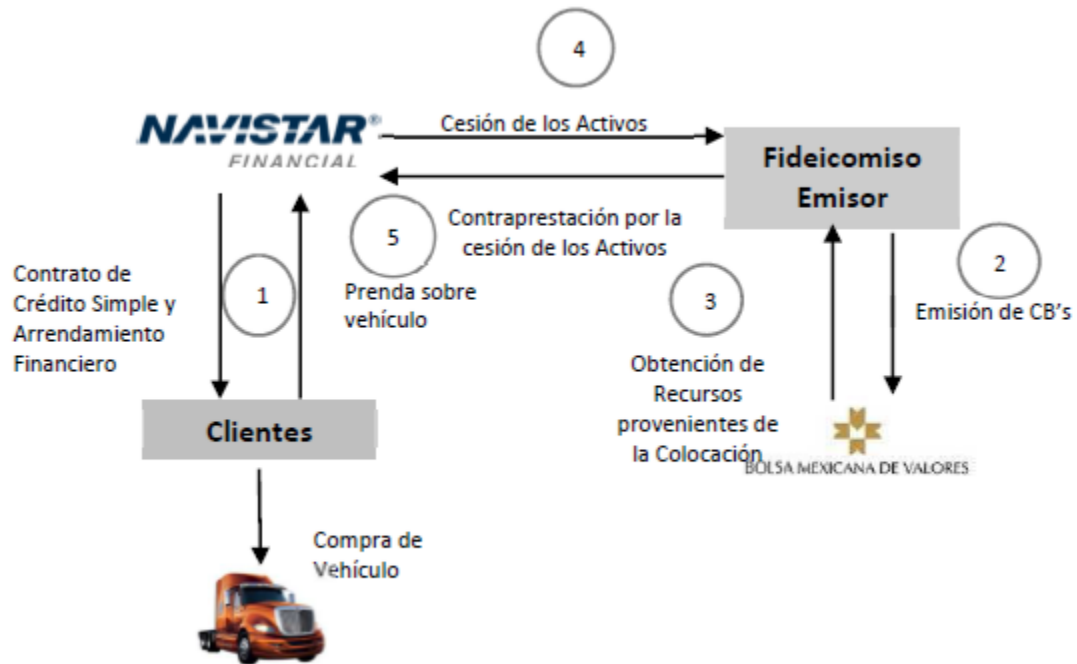 4
NAVISTAR®
FINANCIAL
Cesión de los Activos
Fideicomiso
Emisor
Contraprestación por la
cesión de los Activos
5
Prenda sobre
vehículo
1
Contrato de
Crédito Simple y
Arrendamiento
Financiero
2
Emisión de CB's
3
Obtención de
Recursos
provenientes de
la Colocación
BOLSA MEXICANA DE VALORES
Clientes
Compra de
Vehículo